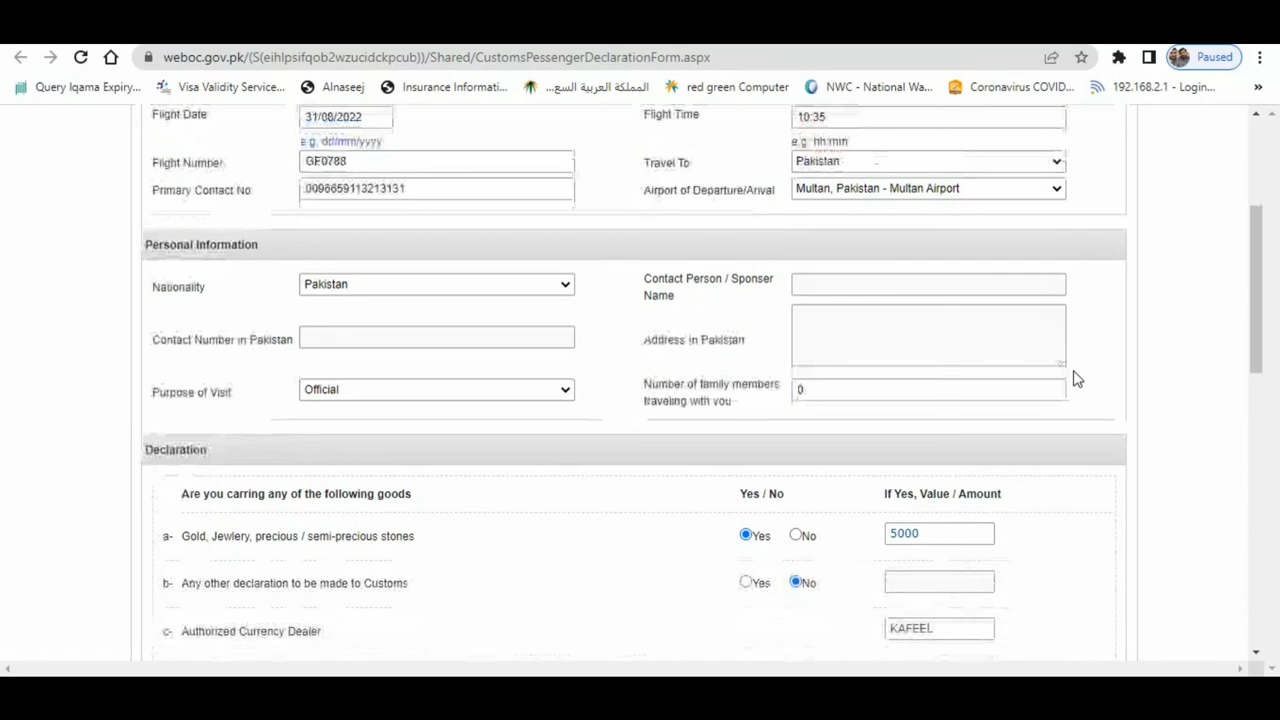 weboc.gov.pk/(S(eihlpsifqob2wzucidckpcub))/Shared/CustomsPessengerDeclarationForm.aspx
Paused
Query Iqama Expiry...
Visa Validity Service...
Alnaseej
Insurance Informati...
المملكة العربية السع...
red green Computer
NWC - National Wa...
Coronavirus COVID...
192.168.2.1 - Login...
»
Flight Date
31/08/2022
e.g. dd/mm/yyyy
Flight Time
10:35
e.g. hh:mm
Flight Number
GF0788
Travel To
Pakistan
Primary Contact No
Airport of Departure/Arival
Multan, Pakistan - Multan Airport
Personal Information
Nationality
Pakistan
Contact Person / Sponser
Name
Contact Number in Pakistan
Address in Pakistan
Purpose of Visit
Official
Number of family members
traveling with you
0
Declaration
Are you carring any of the following goods
Yes / No
If Yes, Value / Amount
a- Gold, Jewlery, precious / semi-precious stones
Yes
No
5000
b- Any other declaration to be made to Customs
Yes
No
c- Authorized Currency Dealer
KAFEEL